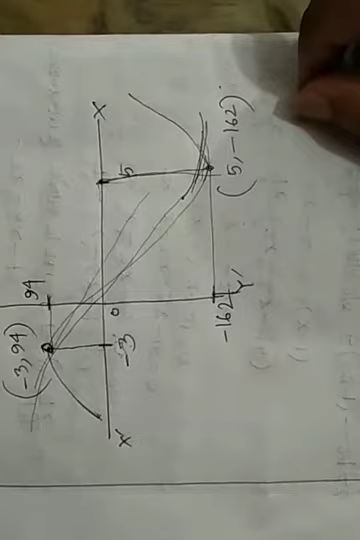 (-3, 94)
94
X
5
0
-3
X'
(5, -162)
-162
Y'